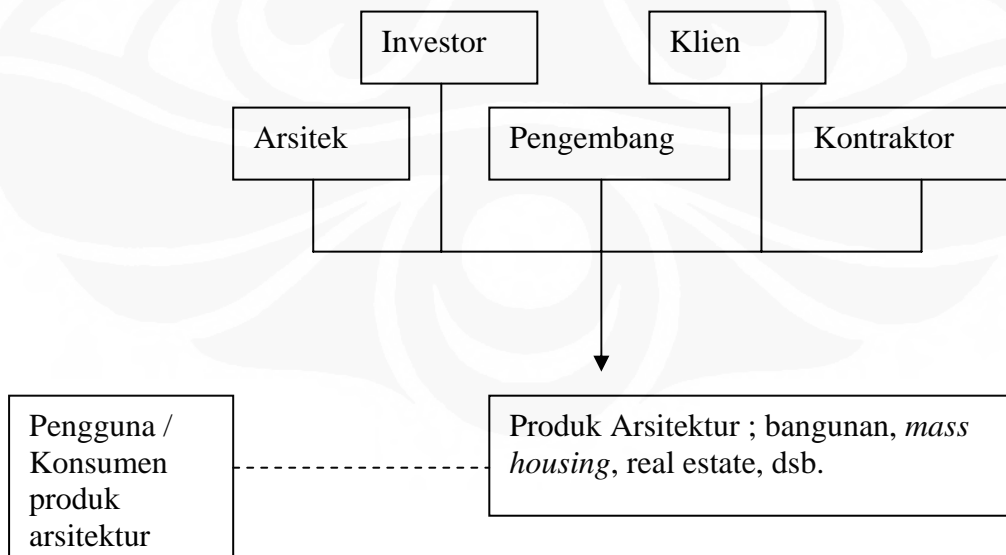 Investor
Klien
Arsitek
Pengembang
Kontraktor
Pengguna /
Konsumen
produk
arsitektur
Produk Arsitektur ; bangunan, mass
housing, real estate, dsb.